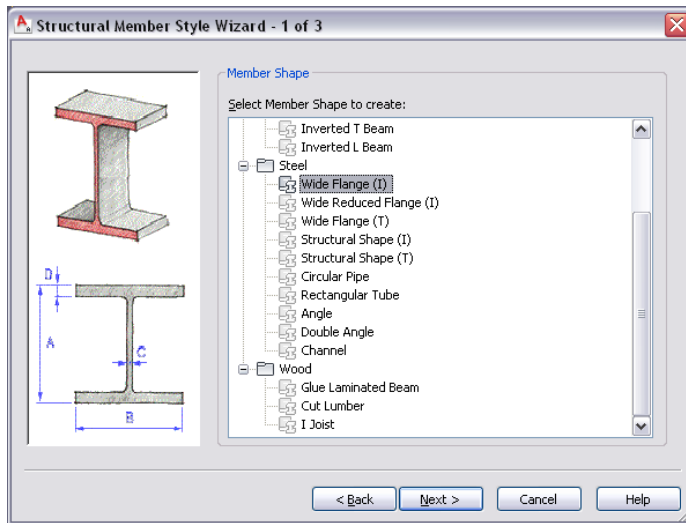 Structural Member Style Wizard - 1 of 3
Member Shape
Select Member Shape to create:
Inverted T Beam
Inverted L Beam
Steel
Wide Flange (I)
Wide Reduced Flange (I)
Wide Flange (T)
Structural Shape (I)
Structural Shape (T)
Circular Pipe
Rectangular Tube
Angle
Double Angle
Channel
Wood
Glue Laminated Beam
Cut Lumber
I Joist
D
A
C
B
< Back
Next >
Cancel
Help